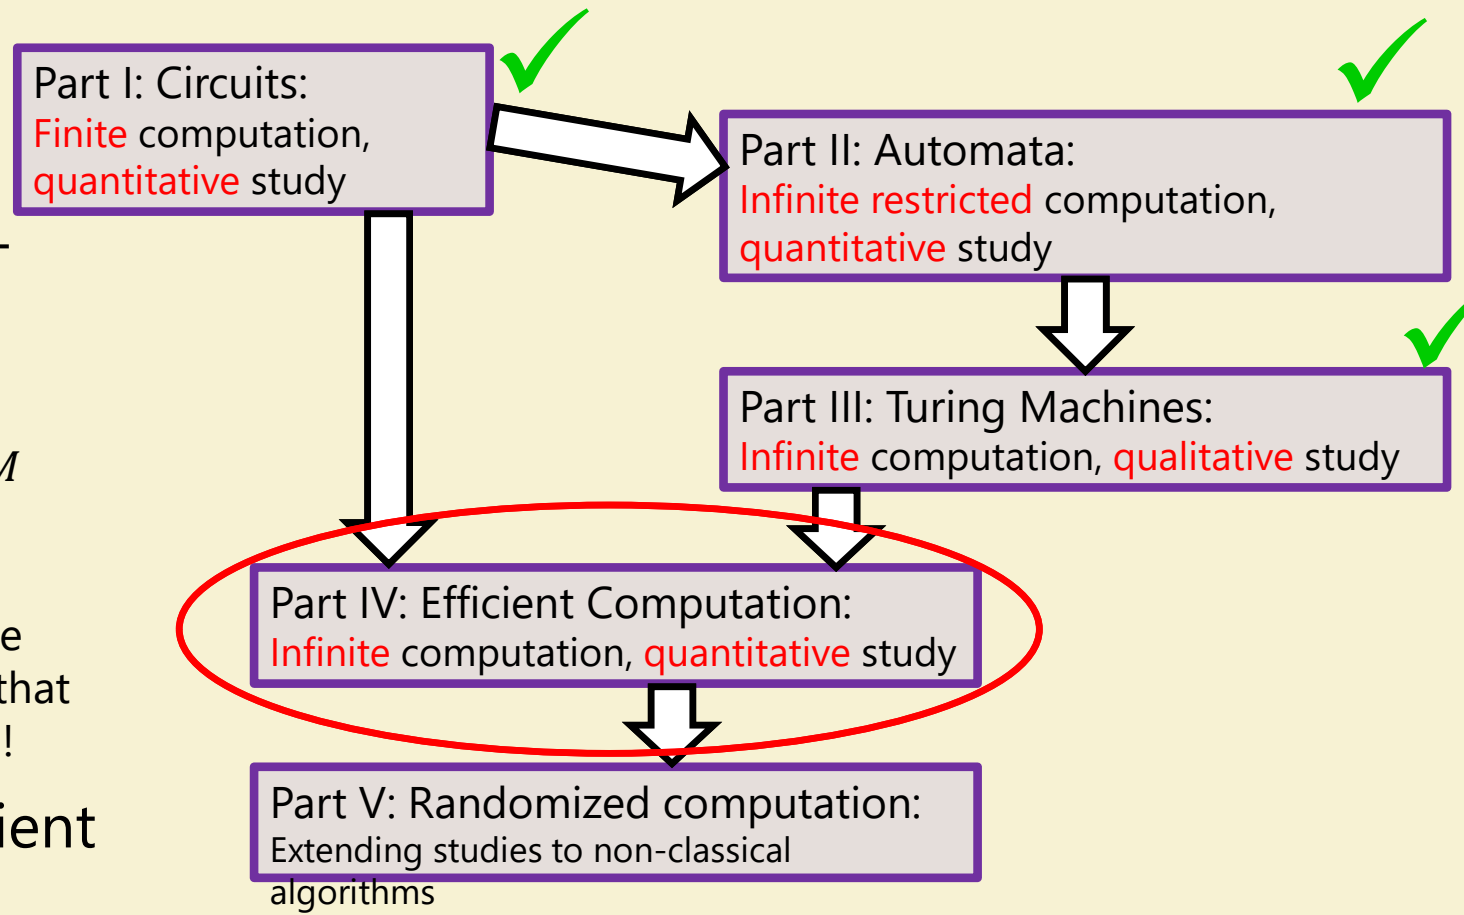 Part I: Circuits:
Finite computation,
quantitative study
Part II: Automata:
Infinite restricted computation,
quantitative study
Part III: Turing Machines:
Infinite computation, qualitative study
M
Part IV: Efficient Computation:
Infinite computation, quantitative study
that
!
Part V: Randomized computation:
Extending studies to non-classical
algorithms